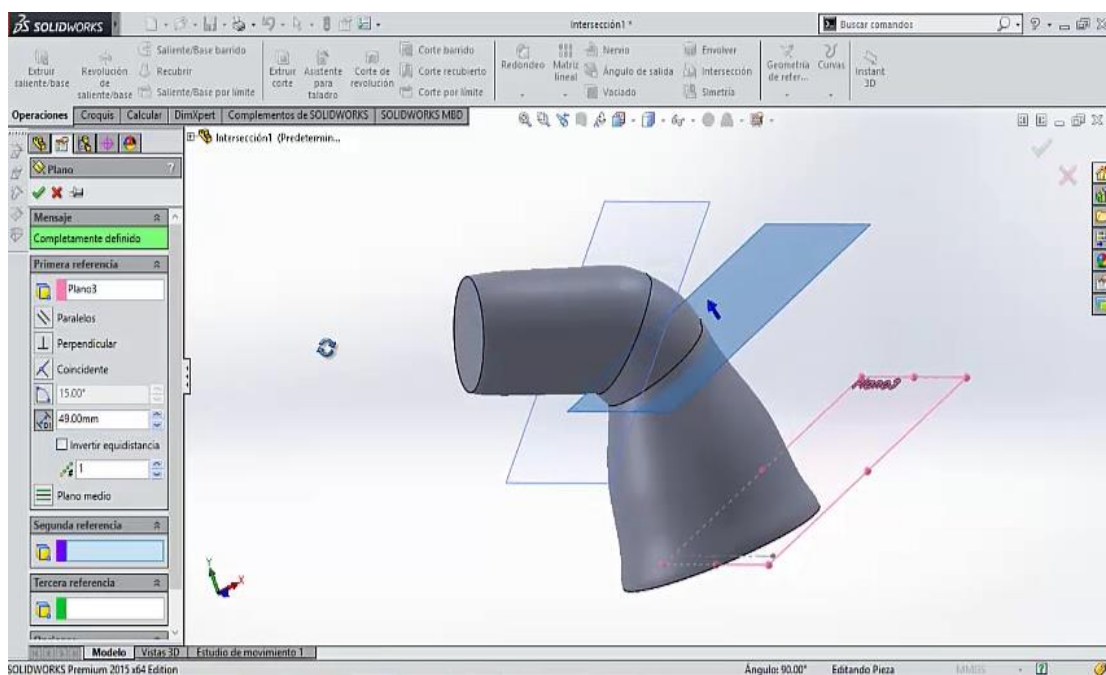 SOLIDWORKS
Intersección1 *
Buscar comandos
Extruir saliente/base
Revolución de saliente/base
Saliente/Base barrido
Recubrir
Saliente/Base por límite
Extruir corte
Asistente para taladro
Corte de revolución
Corte barrido
Corte recubierto
Corte por límite
Redondeo
Matriz lineal
Nervio
Ángulo de salida
Vaciado
Envolver
Intersección
Simetría
Geometría de refer...
Curvas
Instant 3D
Operaciones
Croquis
Calcular
DimXpert
Complementos de SOLIDWORKS
SOLIDWORKS MBD
Intersección1 (Predetermin...
Plano
?
Mensaje
Completamente definido
Primera referencia
Plano3
Paralelos
Perpendicular
Coincidente
15.00°
49.00mm
Invertir equidistancia
1
Plano medio
Segunda referencia
Tercera referencia
Plano3
Y
X
Modelo
Vistas 3D
Estudio de movimiento 1
SOLIDWORKS Premium 2015 x64 Edition
Ángulo: 90.00°
Editando Pieza
MMGS